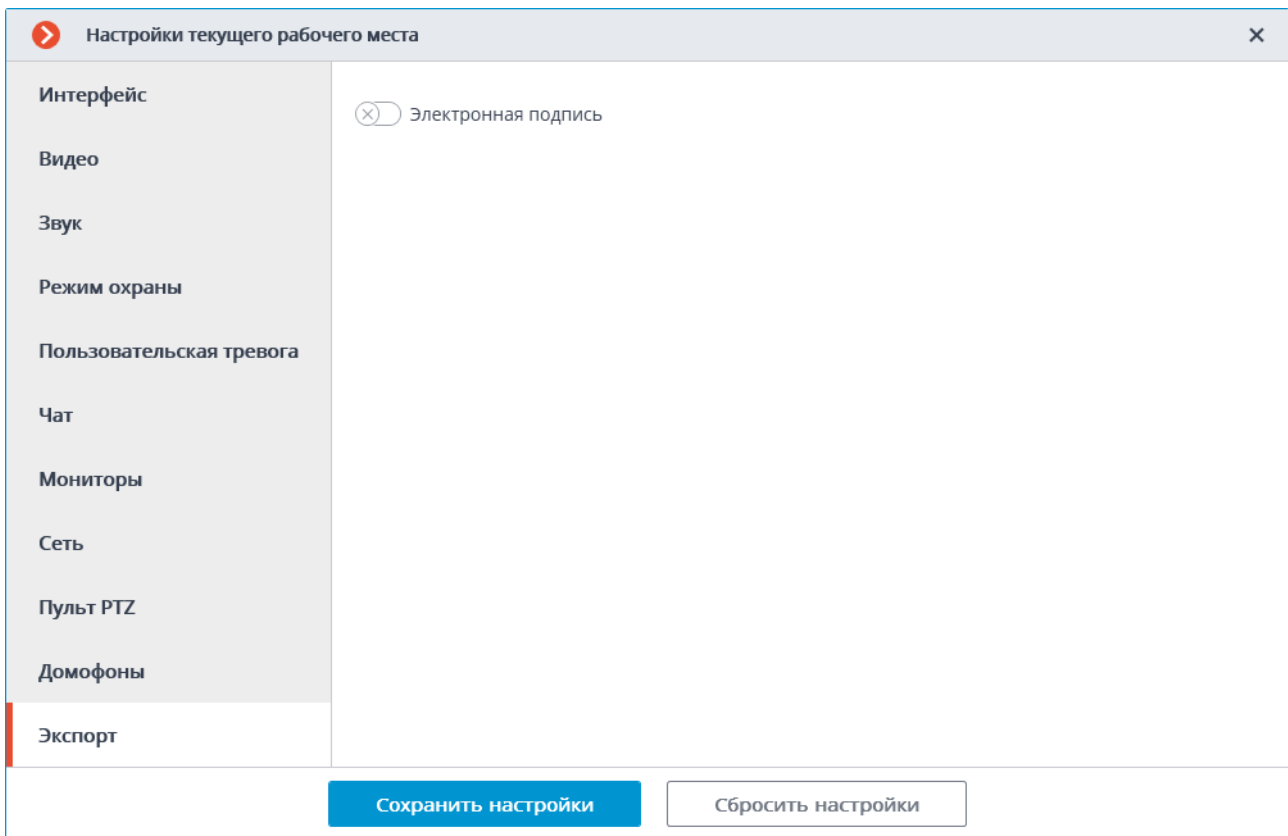 Настройки текущего рабочего места
Интерфейс
Электронная подпись
Видео
Звук
Режим охраны
Пользовательская тревога
Чат
Мониторы
Сеть
Пульт PTZ
Домофоны
Экспорт
Сохранить настройки
Сбросить настройки